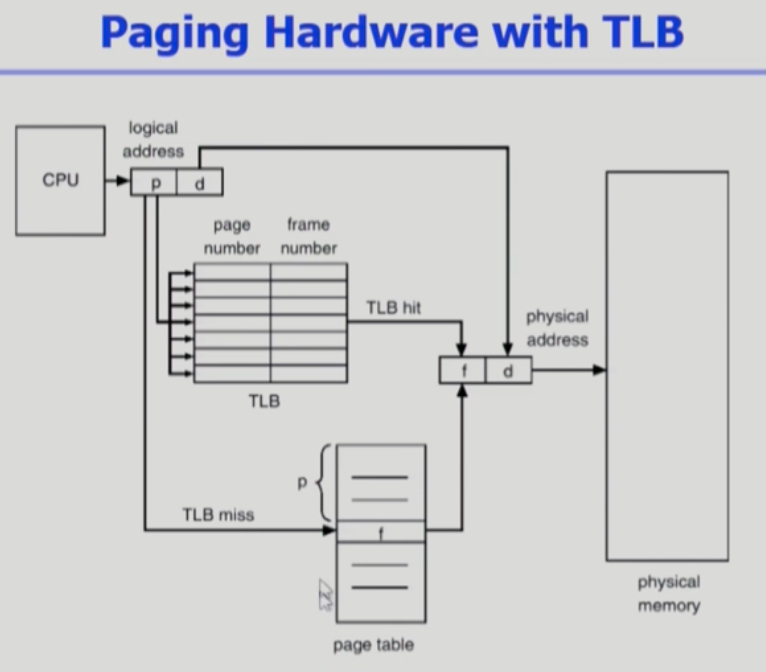 Paging Hardware with TLB
logical
address
CPU
p
d
page
number
frame
number
TLB hit
physical
address
f
d
TLB
p
TLB miss
f
page table
physical
memory